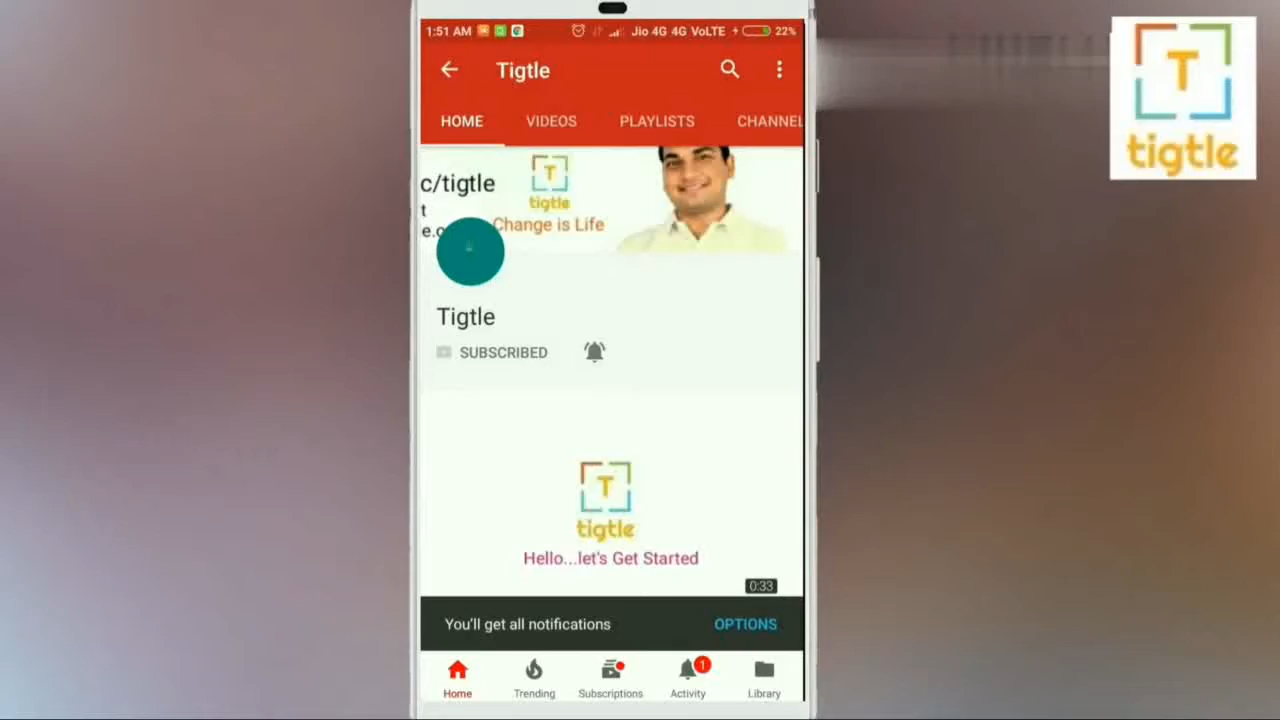 1:51 AM
Jio 4G 4G VoLTE
22%
T
tigtle
Tigtle
HOME
VIDEOS
PLAYLISTS
CHANNEL
c/tigtle
t
e.
T
tigtle
Change is Life
Tigtle
SUBSCRIBED
T
tigtle
Hello...let's Get Started
0:33
You'll get all notifications
OPTIONS
1
Home
Trending
Subscriptions
Activity
Library